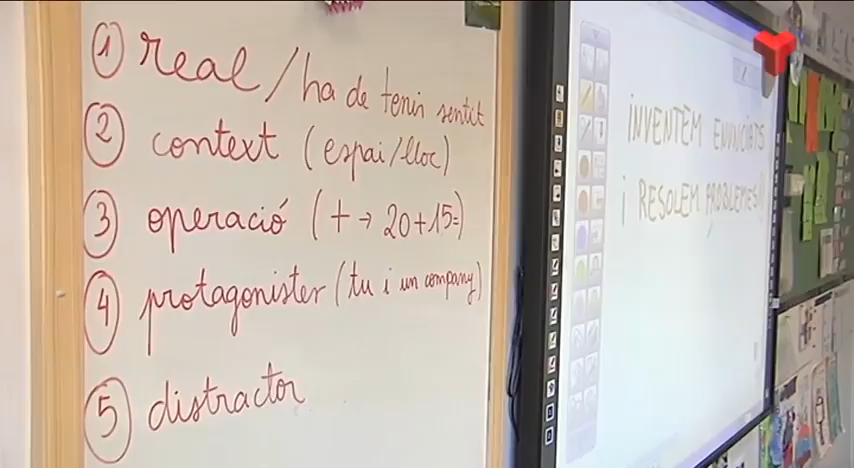 1 real / ha de tenir sentit
2 context (espai/lloc)
3 operació (+ → 20+15=)
4 protagonistes (tu i un company)
5 distractor
INVENTEM ENUNCIATS
i RESOLEM PROBLEMES!!